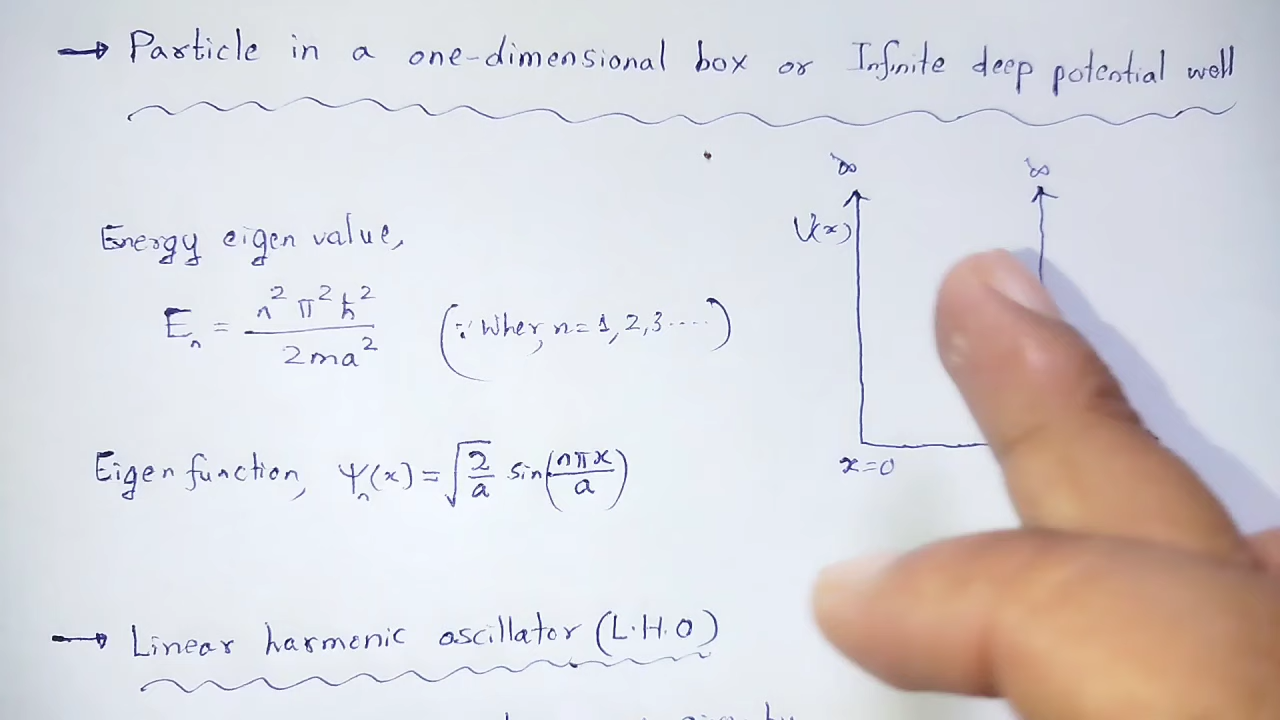 → Particle in a one-dimensional box or Infinite deep potential well
∞ ∞
V(x)
Energy eigen value,
Eₙ = n²π²ħ² / 2ma² (∵ Wher, n = 1, 2, 3 ....)
x=0
Eigen function, Ψₙ(x) = √(2/a) sin(nπx/a)
→ Linear harmonic oscillator (L.H.O)